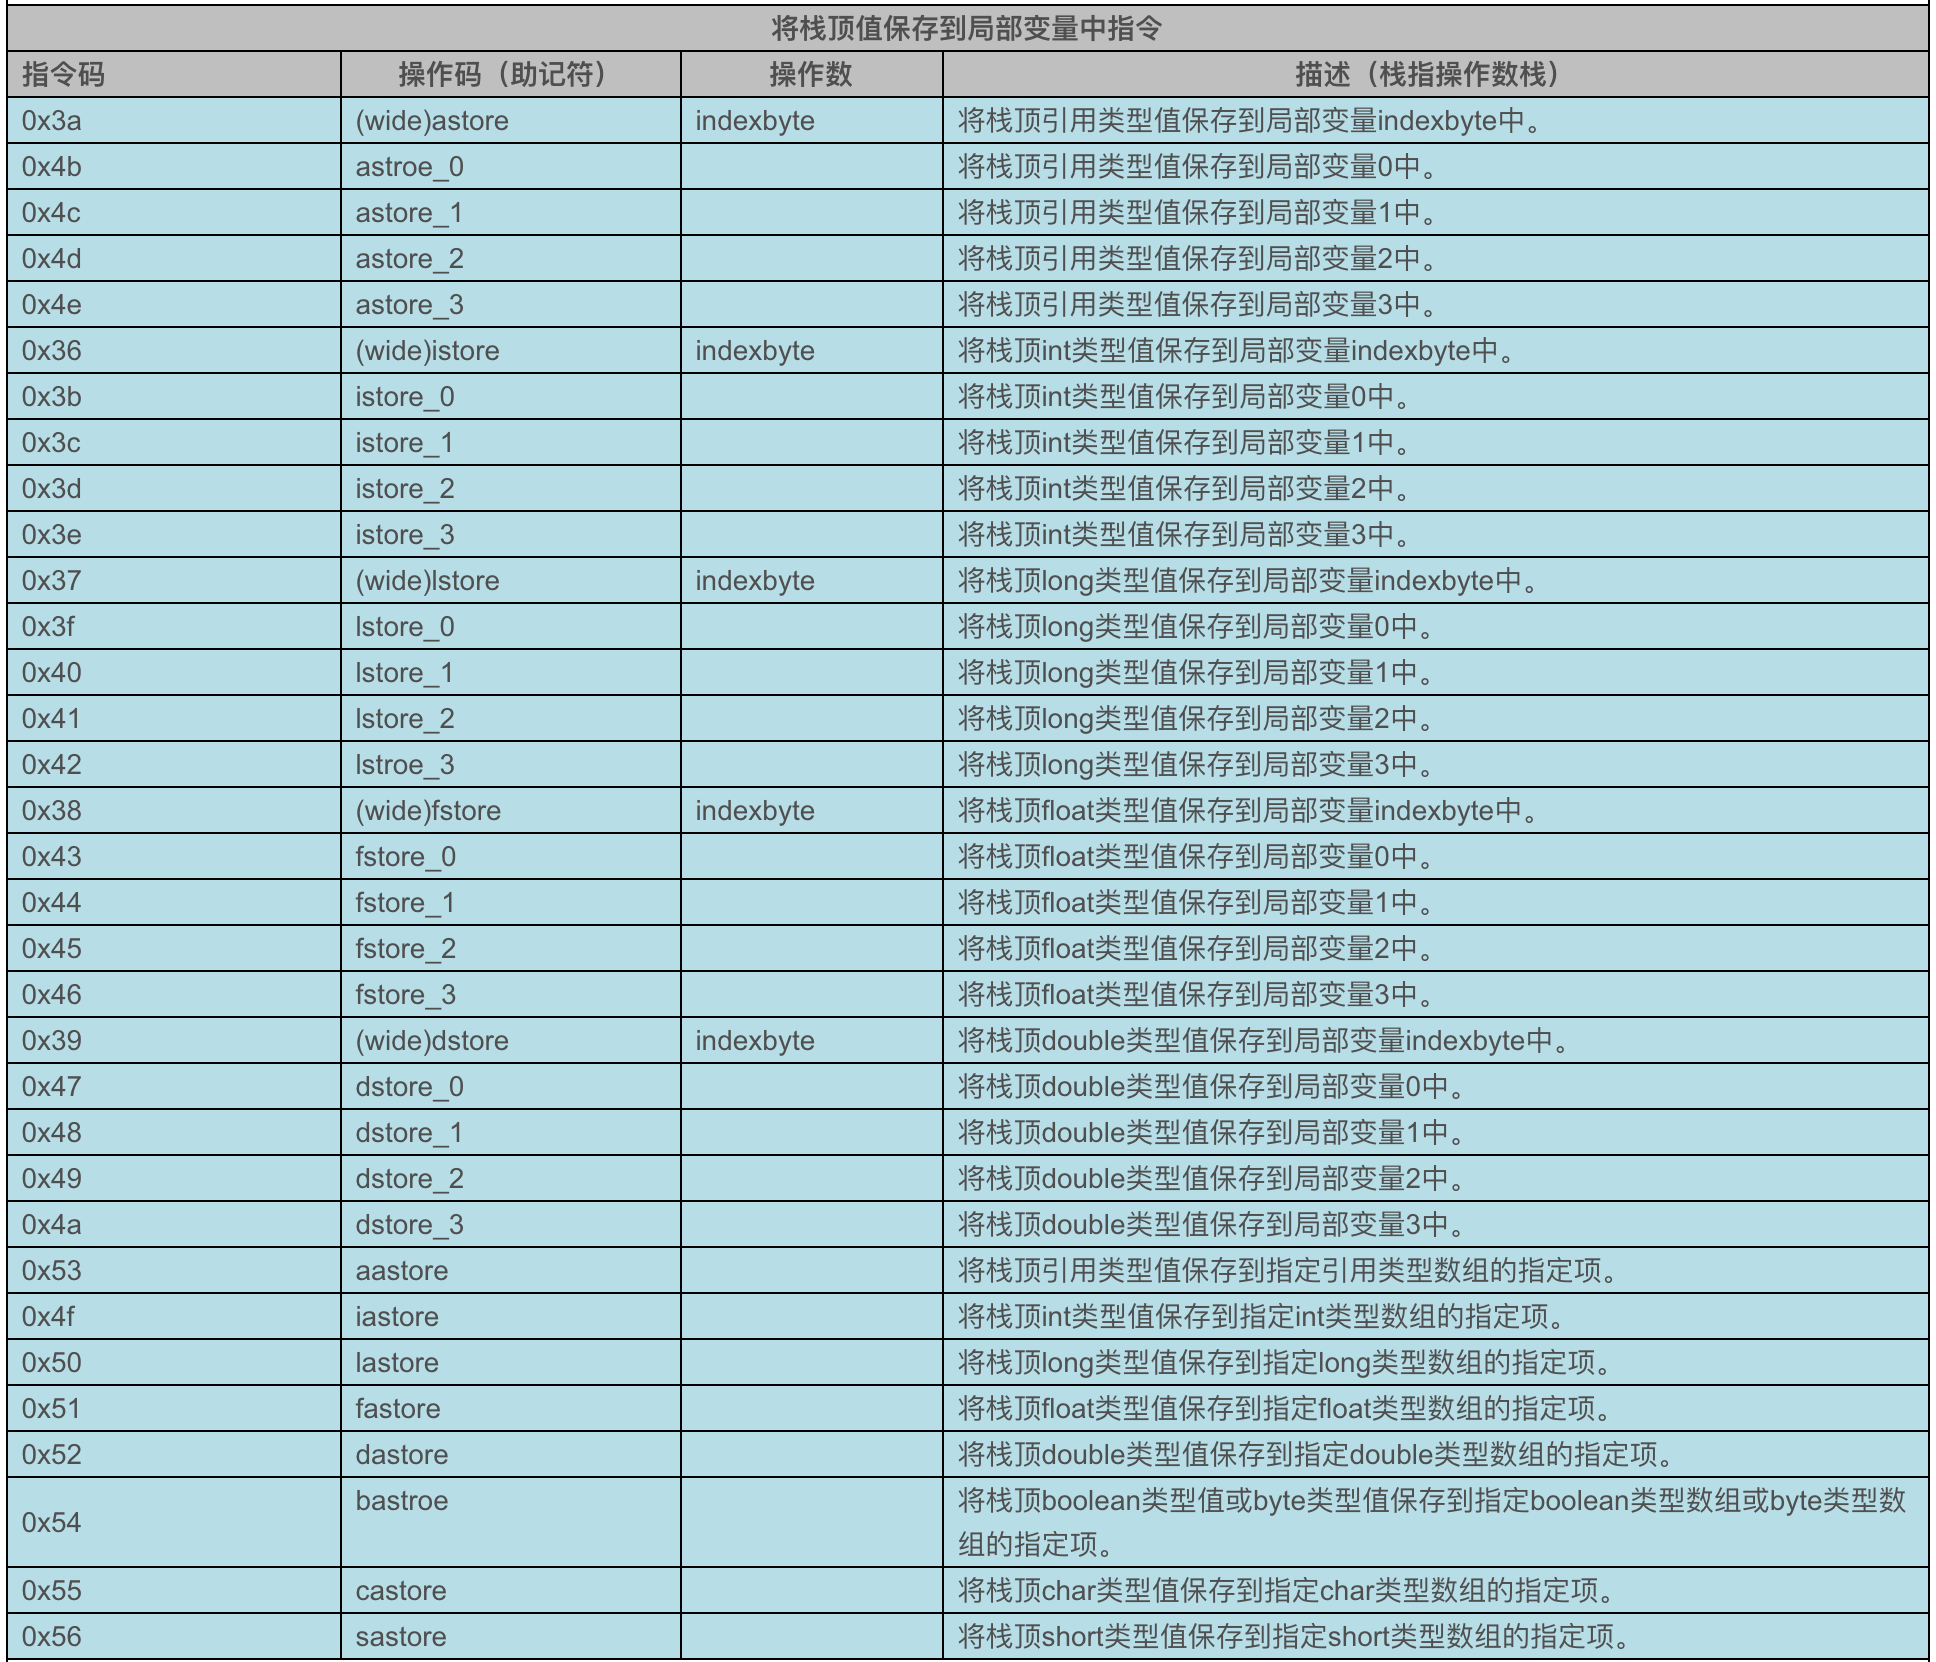 将栈顶值保存到局部变量中指令
指令码 操作码（助记符） 操作数 描述（栈指操作数栈）
0x3a (wide)astore indexbyte 将栈顶引用类型值保存到局部变量indexbyte中。
0x4b astroe_0 将栈顶引用类型值保存到局部变量0中。
0x4c astore_1 将栈顶引用类型值保存到局部变量1中。
0x4d astore_2 将栈顶引用类型值保存到局部变量2中。
0x4e astore_3 将栈顶引用类型值保存到局部变量3中。
0x36 (wide)istore indexbyte 将栈顶int类型值保存到局部变量indexbyte中。
0x3b istore_0 将栈顶int类型值保存到局部变量0中。
0x3c istore_1 将栈顶int类型值保存到局部变量1中。
0x3d istore_2 将栈顶int类型值保存到局部变量2中。
0x3e istore_3 将栈顶int类型值保存到局部变量3中。
0x37 (wide)lstore indexbyte 将栈顶long类型值保存到局部变量indexbyte中。
0x3f lstore_0 将栈顶long类型值保存到局部变量0中。
0x40 lstore_1 将栈顶long类型值保存到局部变量1中。
0x41 lstore_2 将栈顶long类型值保存到局部变量2中。
0x42 lstroe_3 将栈顶long类型值保存到局部变量3中。
0x38 (wide)fstore indexbyte 将栈顶float类型值保存到局部变量indexbyte中。
0x43 fstore_0 将栈顶float类型值保存到局部变量0中。
0x44 fstore_1 将栈顶float类型值保存到局部变量1中。
0x45 fstore_2 将栈顶float类型值保存到局部变量2中。
0x46 fstore_3 将栈顶float类型值保存到局部变量3中。
0x39 (wide)dstore indexbyte 将栈顶double类型值保存到局部变量indexbyte中。
0x47 dstore_0 将栈顶double类型值保存到局部变量0中。
0x48 dstore_1 将栈顶double类型值保存到局部变量1中。
0x49 dstore_2 将栈顶double类型值保存到局部变量2中。
0x4a dstore_3 将栈顶double类型值保存到局部变量3中。
0x53 aastore 将栈顶引用类型值保存到指定引用类型数组的指定项。
0x4f iastore 将栈顶int类型值保存到指定int类型数组的指定项。
0x50 lastore 将栈顶long类型值保存到指定long类型数组的指定项。
0x51 fastore 将栈顶float类型值保存到指定float类型数组的指定项。
0x52 dastore 将栈顶double类型值保存到指定double类型数组的指定项。
0x54 bastroe 将栈顶boolean类型值或byte类型值保存到指定boolean类型数组或byte类型数
组的指定项。
0x55 castore 将栈顶char类型值保存到指定char类型数组的指定项。
0x56 sastore 将栈顶short类型值保存到指定short类型数组的指定项。